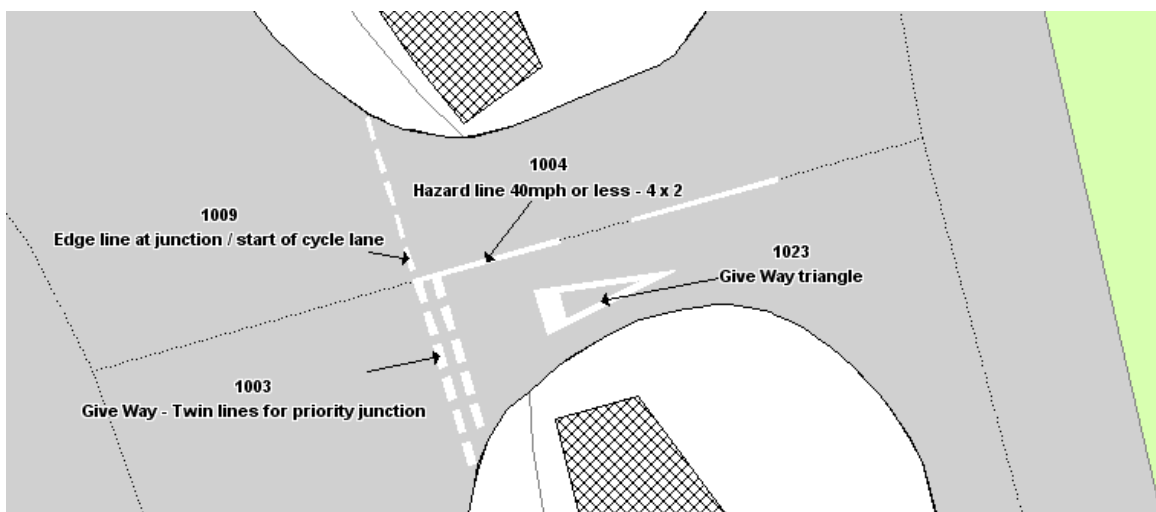 1004
Hazard line 40mph or less - 4 x 2
1009
Edge line at junction / start of cycle lane
1023
Give Way triangle
1003
Give Way - Twin lines for priority junction